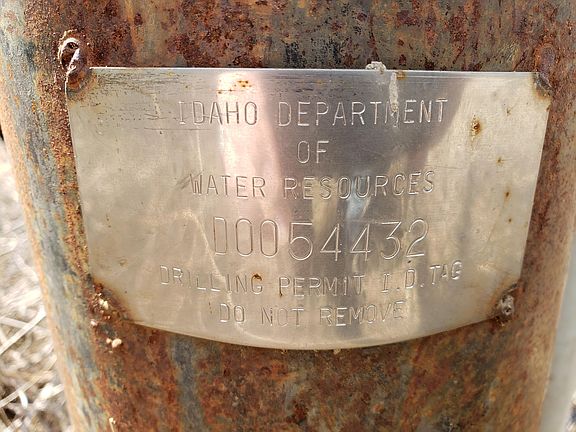 IDAHO DEPARTMENT
OF
WATER RESOURCES
D0054432
DRILLING PERMIT I.D. TAG
DO NOT REMOVE